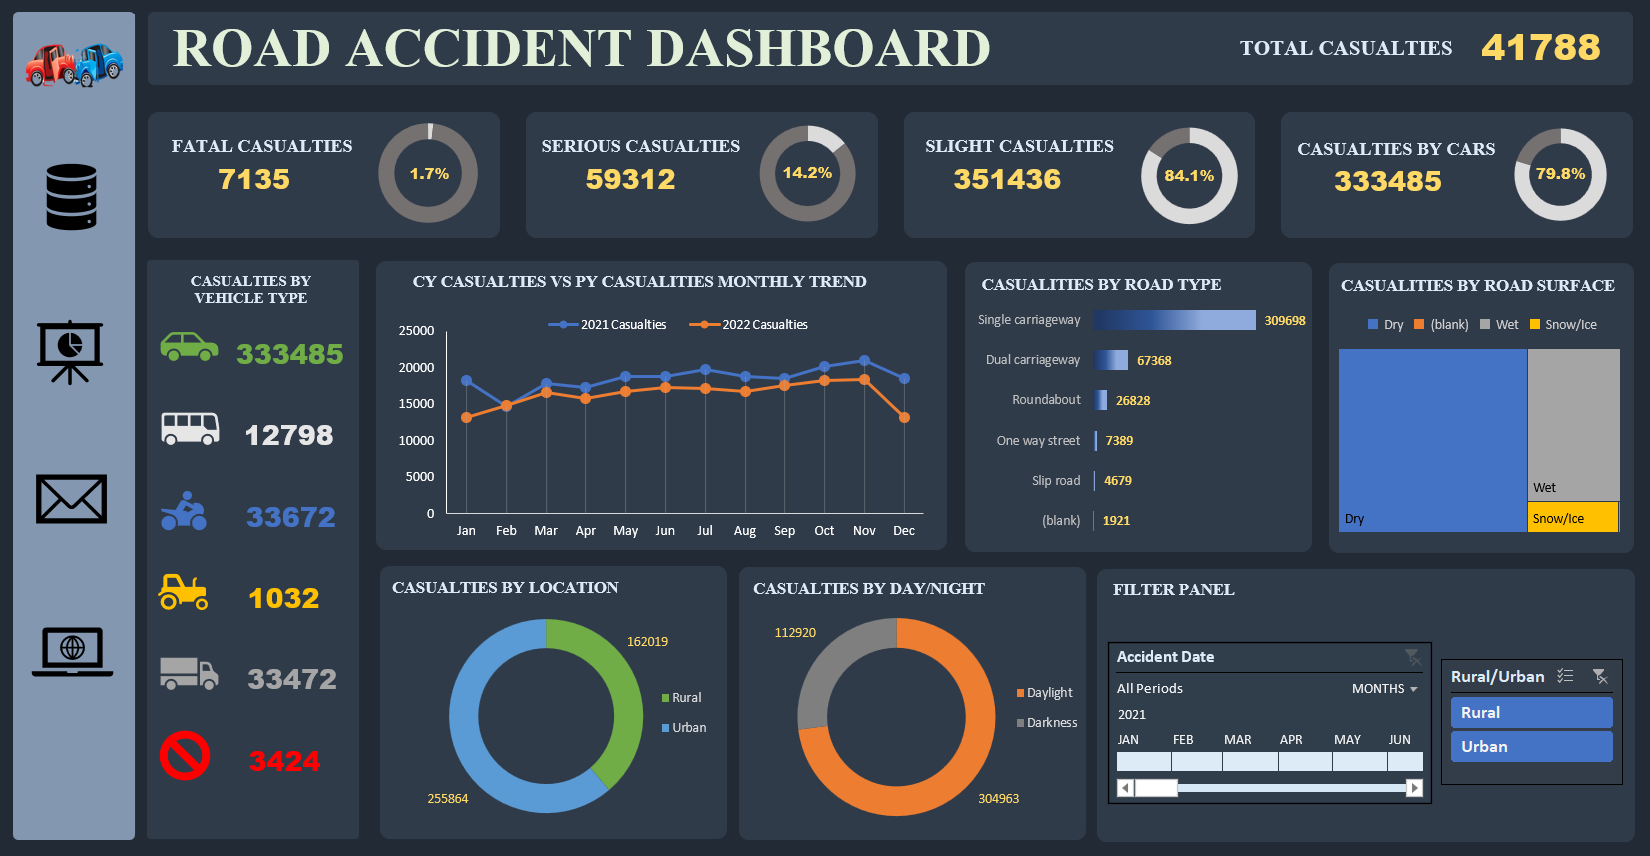 ROAD ACCIDENT DASHBOARD
TOTAL CASUALTIES 41788
FATAL CASUALTIES
7135
1.7%
SERIOUS CASUALTIES
59312
14.2%
SLIGHT CASUALTIES
351436
84.1%
CASUALTIES BY CARS
333485
79.8%
CASUALTIES BY
VEHICLE TYPE
333485
12798
33672
1032
33472
3424
CY CASUALTIES VS PY CASUALITIES MONTHLY TREND
2021 Casualties 2022 Casualties
25000
20000
15000
10000
5000
0
Jan Feb Mar Apr May Jun Jul Aug Sep Oct Nov Dec
CASUALITIES BY ROAD TYPE
Single carriageway 309698
Dual carriageway 67368
Roundabout 26828
One way street 7389
Slip road 4679
(blank) 1921
CASUALITIES BY ROAD SURFACE
Dry (blank) Wet Snow/Ice
Wet
Dry
Snow/Ice
CASUALTIES BY LOCATION
162019
Rural
Urban
255864
CASUALTIES BY DAY/NIGHT
112920
Daylight
Darkness
304963
FILTER PANEL
Accident Date
All Periods MONTHS
2021
JAN FEB MAR APR MAY JUN
Rural/Urban
Rural
Urban